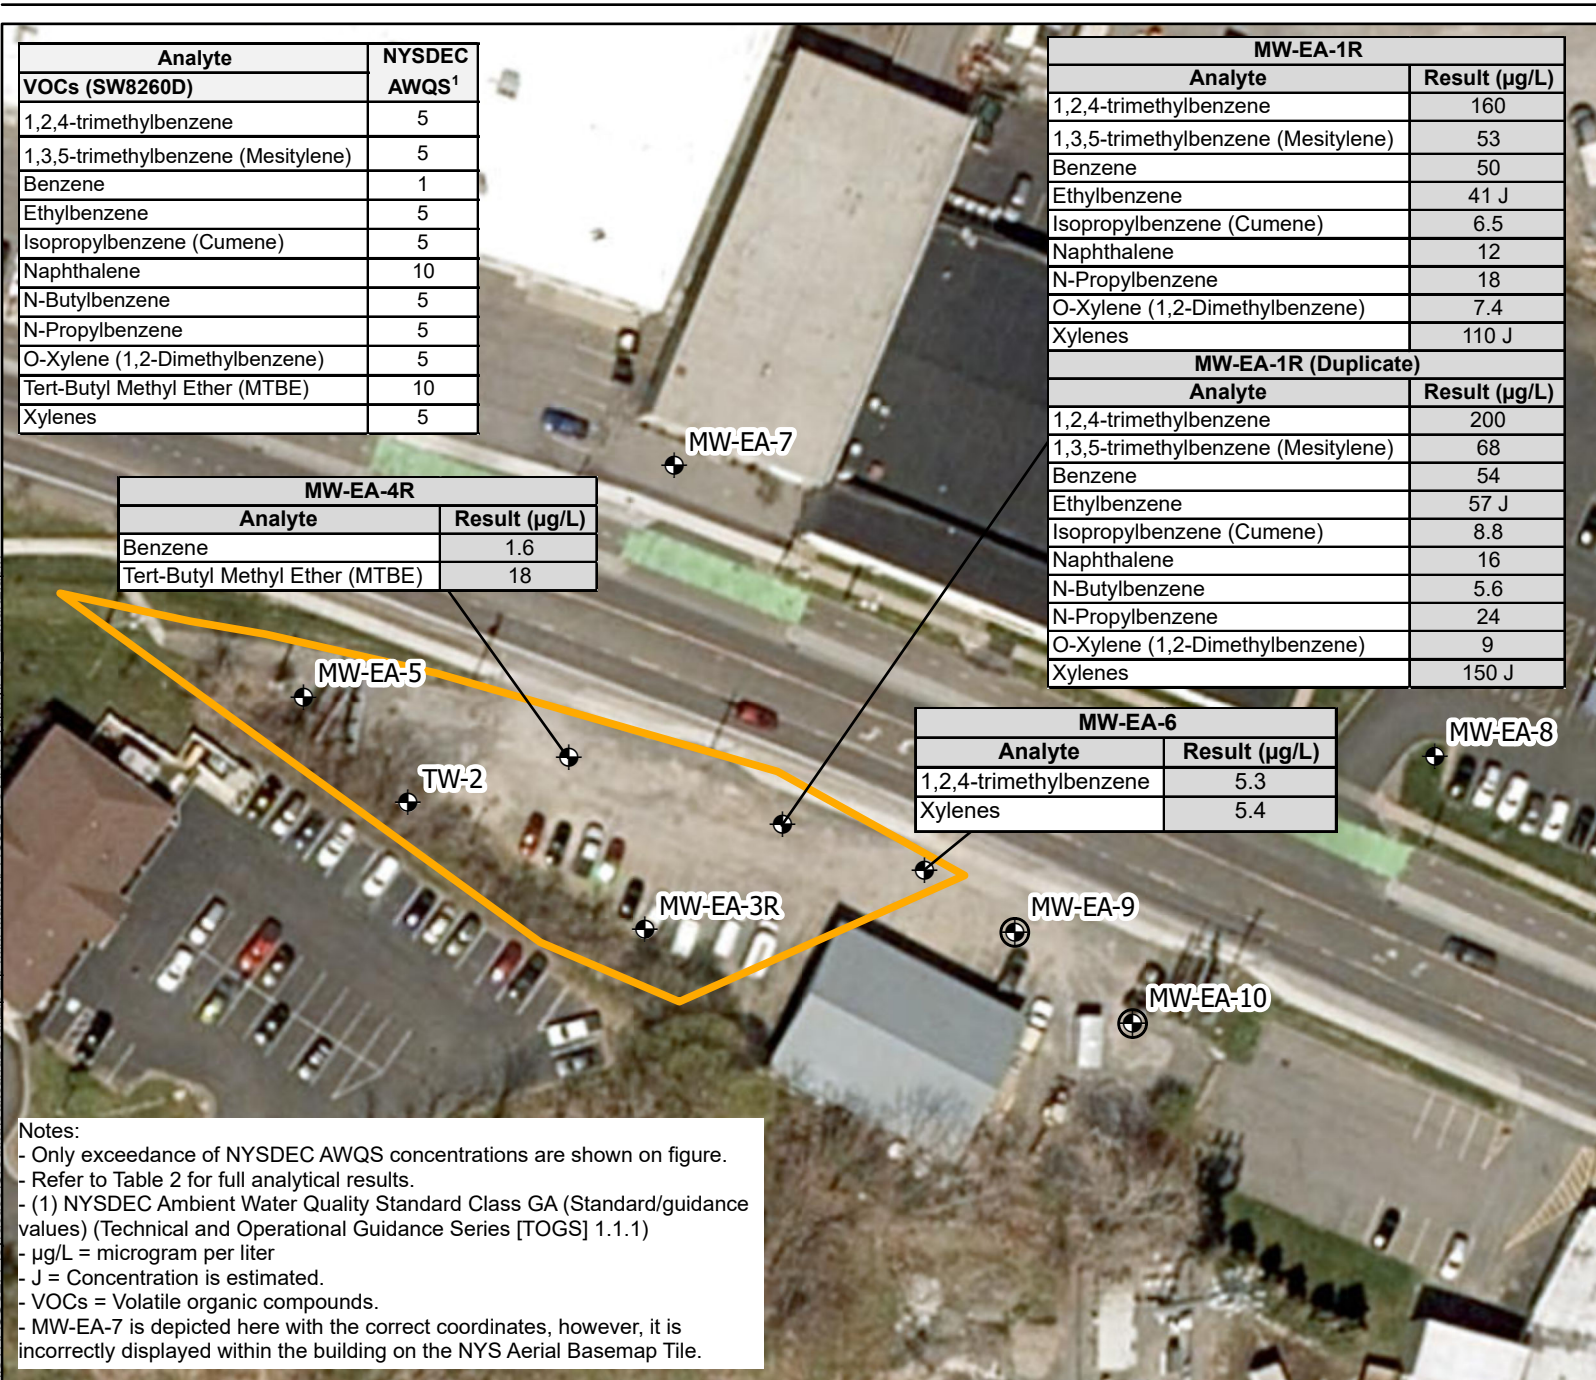 Analyte NYSDEC AWQS1
VOCs (SW8260D)
1,2,4-trimethylbenzene 5
1,3,5-trimethylbenzene (Mesitylene) 5
Benzene 1
Ethylbenzene 5
Isopropylbenzene (Cumene) 5
Naphthalene 10
N-Butylbenzene 5
N-Propylbenzene 5
O-Xylene (1,2-Dimethylbenzene) 5
Tert-Butyl Methyl Ether (MTBE) 10
Xylenes 5
MW-EA-1R
Analyte Result (µg/L)
1,2,4-trimethylbenzene 160
1,3,5-trimethylbenzene (Mesitylene) 53
Benzene 50
Ethylbenzene 41 J
Isopropylbenzene (Cumene) 6.5
Naphthalene 12
N-Propylbenzene 18
O-Xylene (1,2-Dimethylbenzene) 7.4
Xylenes 110 J
MW-EA-1R (Duplicate)
Analyte Result (µg/L)
1,2,4-trimethylbenzene 200
1,3,5-trimethylbenzene (Mesitylene) 68
Benzene 54
Ethylbenzene 57 J
Isopropylbenzene (Cumene) 8.8
Naphthalene 16
N-Butylbenzene 5.6
N-Propylbenzene 24
O-Xylene (1,2-Dimethylbenzene) 9
Xylenes 150 J
MW-EA-7
MW-EA-4R
Analyte Result (µg/L)
Benzene 1.6
Tert-Butyl Methyl Ether (MTBE) 18
MW-EA-5
TW-2
MW-EA-6
Analyte Result (µg/L)
1,2,4-trimethylbenzene 5.3
Xylenes 5.4
MW-EA-8
MW-EA-3R
MW-EA-9
MW-EA-10
Notes:
- Only exceedance of NYSDEC AWQS concentrations are shown on figure.
- Refer to Table 2 for full analytical results.
- (1) NYSDEC Ambient Water Quality Standard Class GA (Standard/guidance
values) (Technical and Operational Guidance Series [TOGS] 1.1.1)
- µg/L = microgram per liter
- J = Concentration is estimated.
- VOCs = Volatile organic compounds.
- MW-EA-7 is depicted here with the correct coordinates, however, it is
incorrectly displayed within the building on the NYS Aerial Basemap Tile.